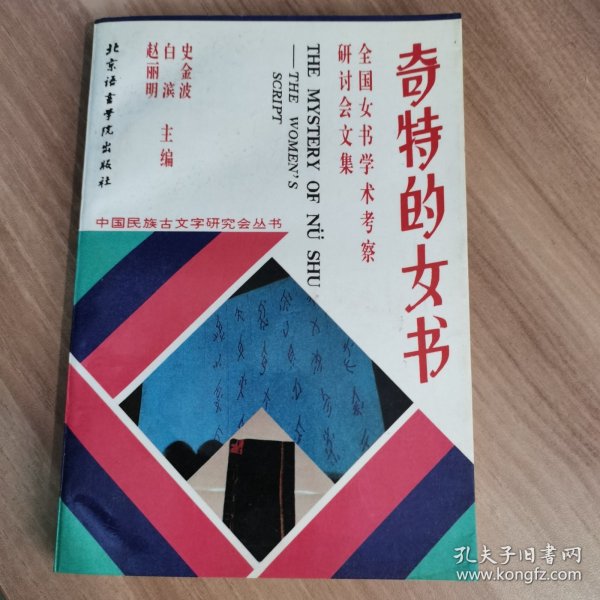 奇特的女书
全国女书学术考察
研讨会文集
THE MYSTERY OF NÜ SHU
——THE WOMEN'S
SCRIPT
史金波
白滨 主编
赵丽明
北京语言学院出版社
中国民族古文字研究会丛书
孔夫子旧书网
www.kongfz.com